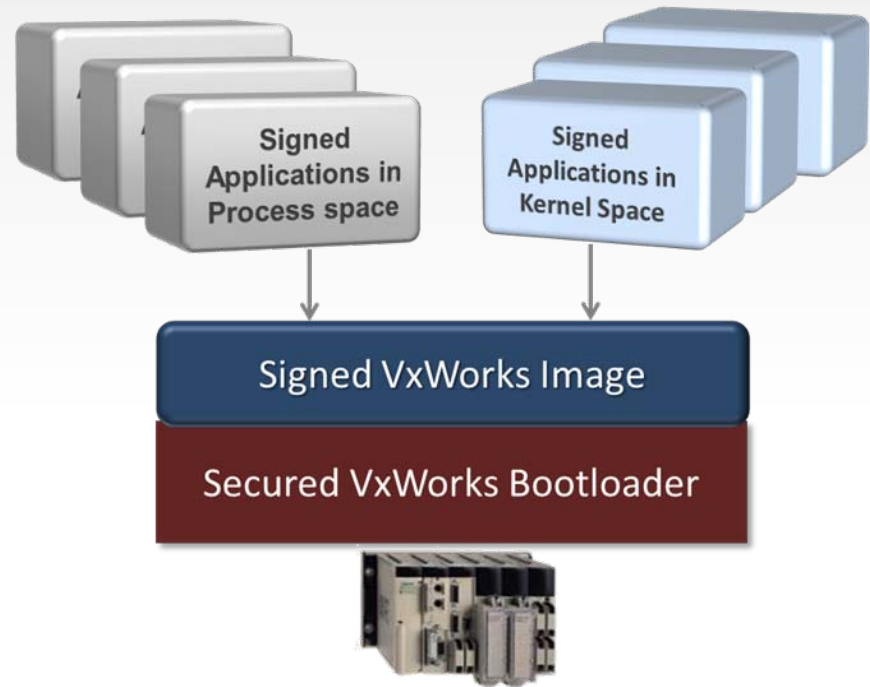 Signed
Applications in
Process space
Signed
Applications in
Kernel Space
Signed VxWorks Image
Secured VxWorks Bootloader